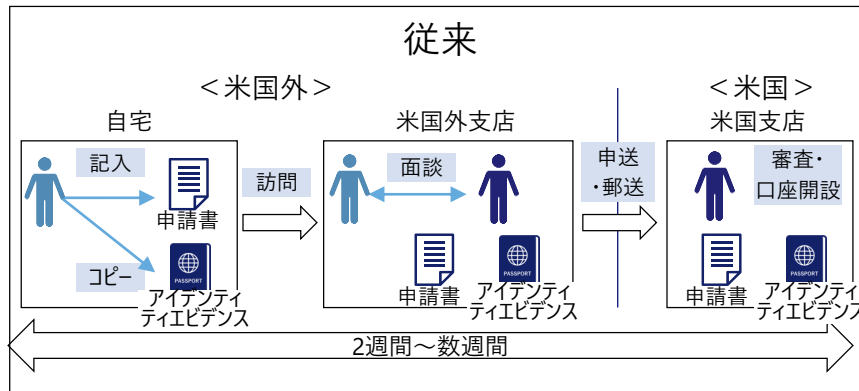 従来
＜米国外＞
＜米国＞
自宅
米国外支店
米国支店
記入
申請書
コピー
PASSPORT
アイデンティ
ティエビデンス
訪問
面談
申請書
PASSPORT
アイデンティ
ティエビデンス
申送
・郵送
審査・
口座開設
申請書
PASSPORT
アイデンティ
ティエビデンス
2週間～数週間